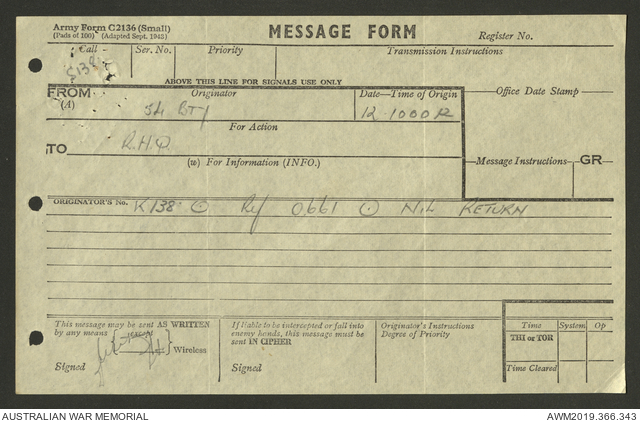 Army Form C2136 (Small)
(Pads of 100) (Adapted Sept. 1943)
MESSAGE FORM
Register No.
Call
Ser. No.
Priority
Transmission Instructions
S138
ABOVE THIS LINE FOR SIGNALS USE ONLY
FROM
(A)
Originator
Date—Time of Origin
Office Date Stamp
54 BTY
12 1000 R
For Action
TO
R.H.Q.
(w) For Information (INFO.)
Message Instructions
GR
ORIGINATOR'S No.
K138 ⊙ Ry 0661 ⊙ NIL RETURN
This message may be sent AS WRITTEN
by any means
except
Wireless
Signed
If liable to be intercepted or fall into
enemy hands, this message must be
sent IN CIPHER
Signed
Originator's Instructions
Degree of Priority
Time
System
Op
THI or TOR
Time Cleared
AUSTRALIAN WAR MEMORIAL
AWM2019.366.343